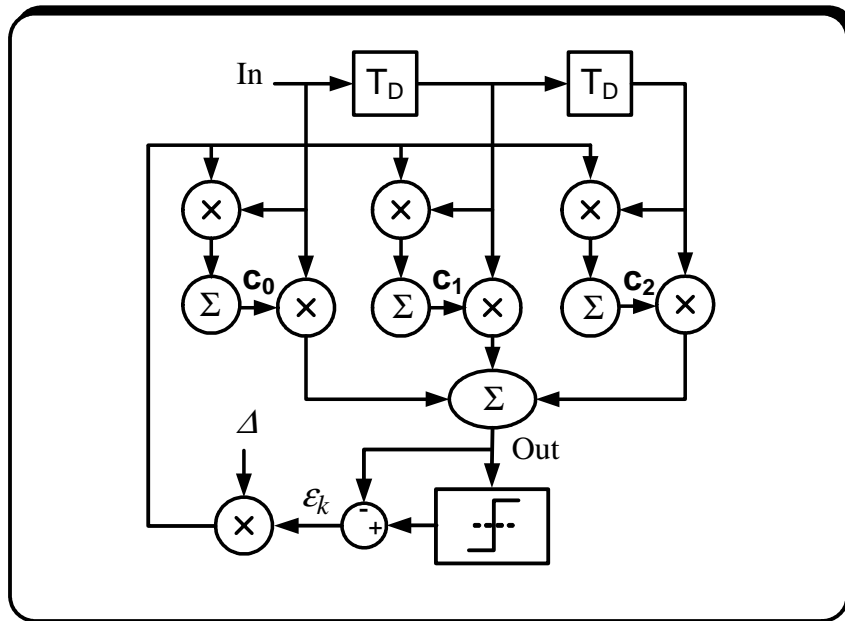 In T_D T_D
× × ×
Σ c₀ × Σ c₁ × Σ c₂ ×
Σ
Δ Out
× ε_k - +